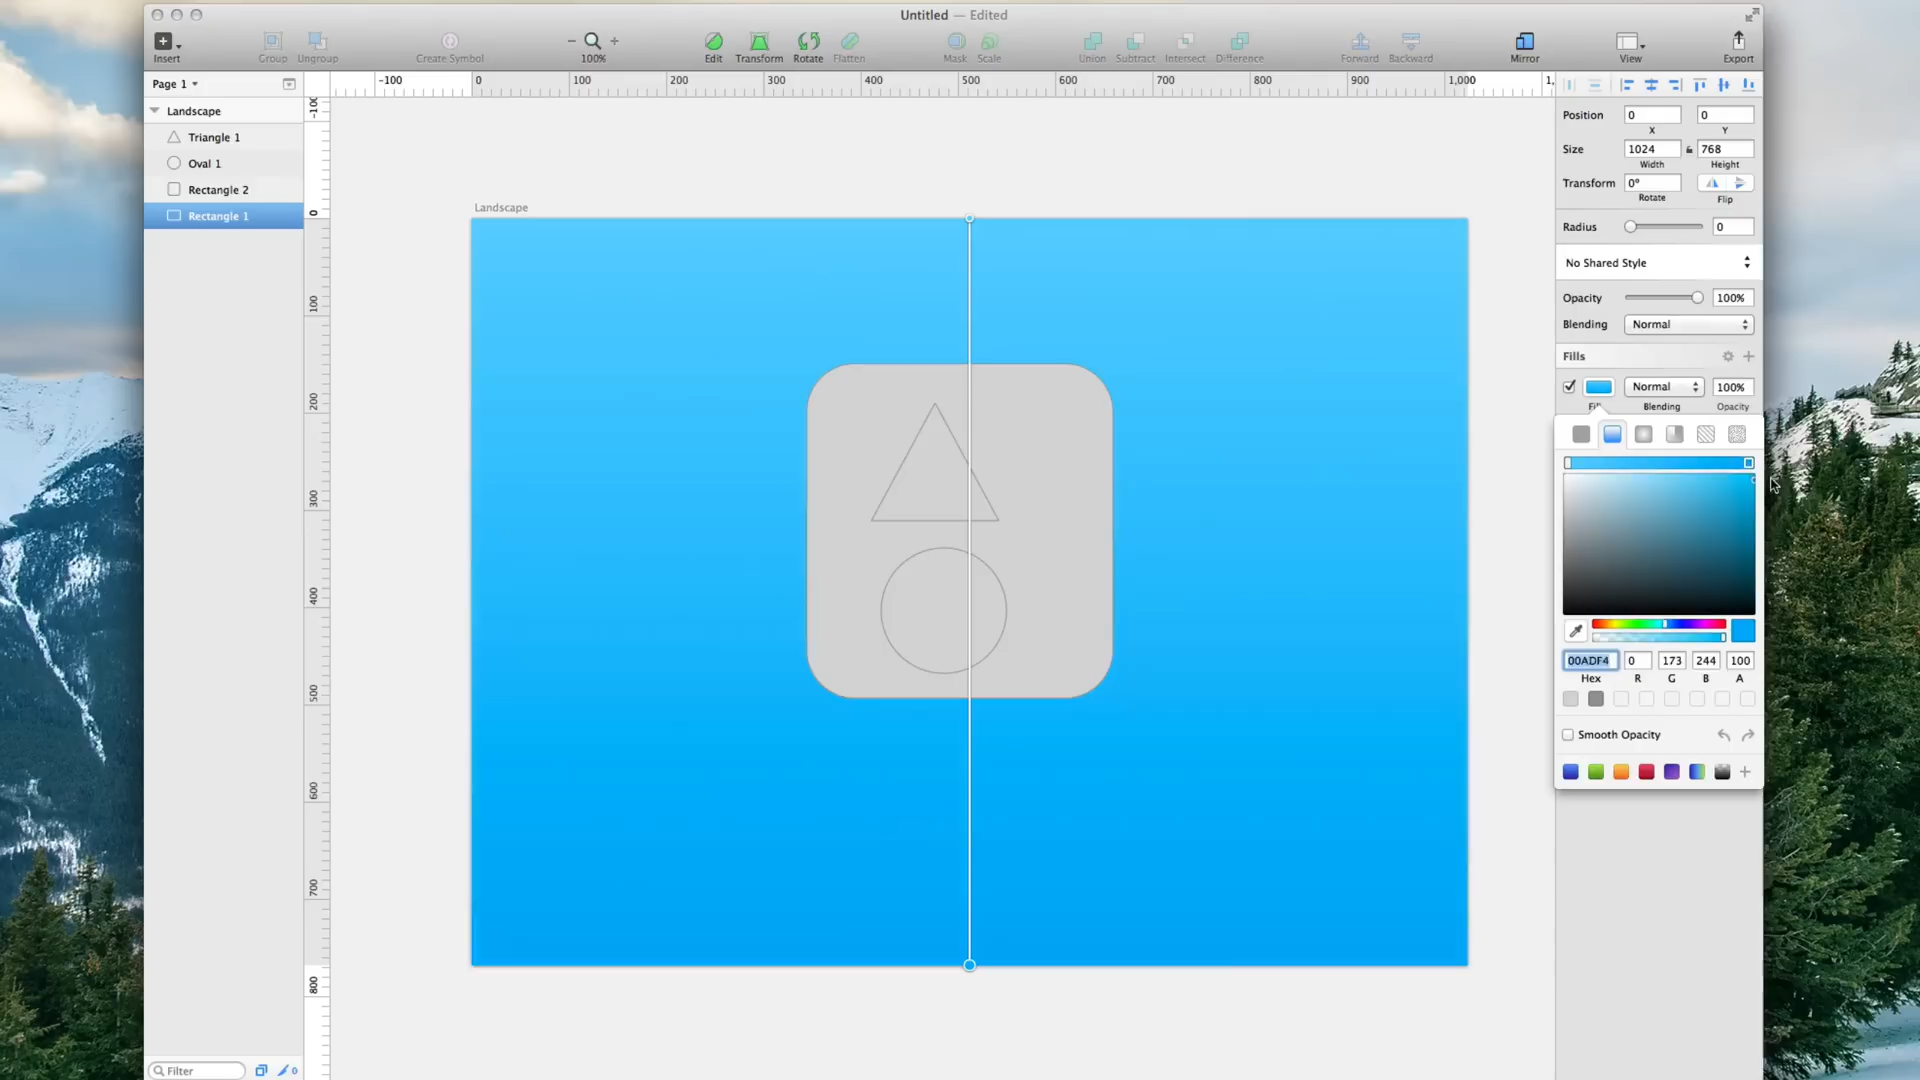 Untitled — Edited
Insert
Group
Ungroup
Create Symbol
100%
Edit
Transform
Rotate
Flatten
Mask
Scale
Union
Subtract
Intersect
Difference
Forward
Backward
Mirror
View
Export
Page 1
-100 0 100 200 300 400 500 600 700 800 900 1,000 1,
Landscape
Triangle 1
Oval 1
Rectangle 2
Rectangle 1
-100
0
100
200
300
400
500
600
700
800
Landscape
Position 0 0
X Y
Size 1024 768
Width Height
Transform 0°
Rotate Flip
Radius 0
No Shared Style
Opacity 100%
Blending Normal
Fills
Normal 100%
Fill Blending Opacity
00ADF4 0 173 244 100
Hex R G B A
Smooth Opacity
Filter
0